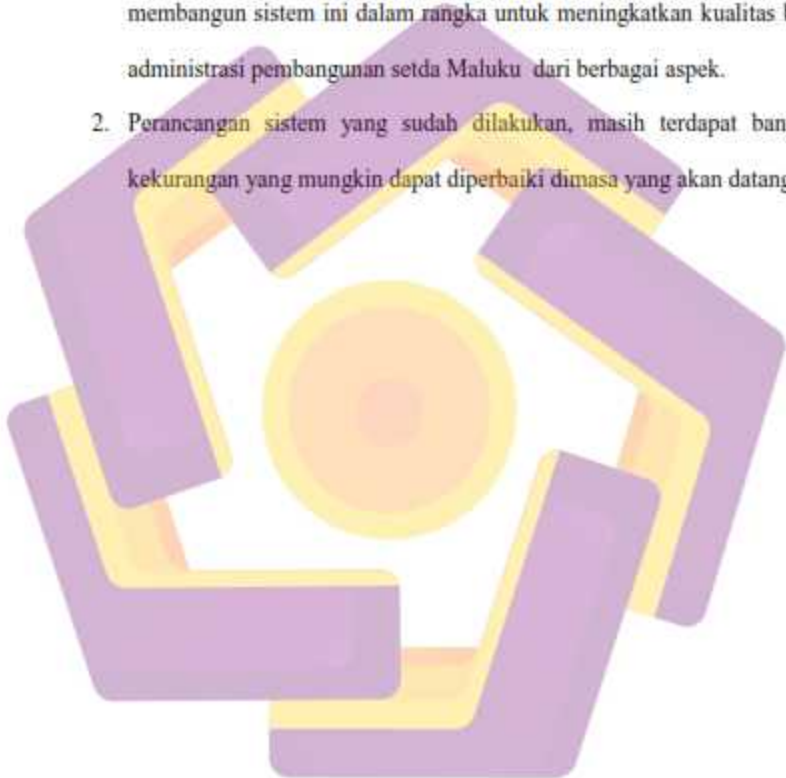 membangun sistem ini dalam rangka untuk meningkatkan kualitas
administrasi pembangunan setda Maluku dari berbagai aspek.
2. Perancangan sistem yang sudah dilakukan, masih terdapat
kekurangan yang mungkin dapat diperbaiki dimasa yang akan datang